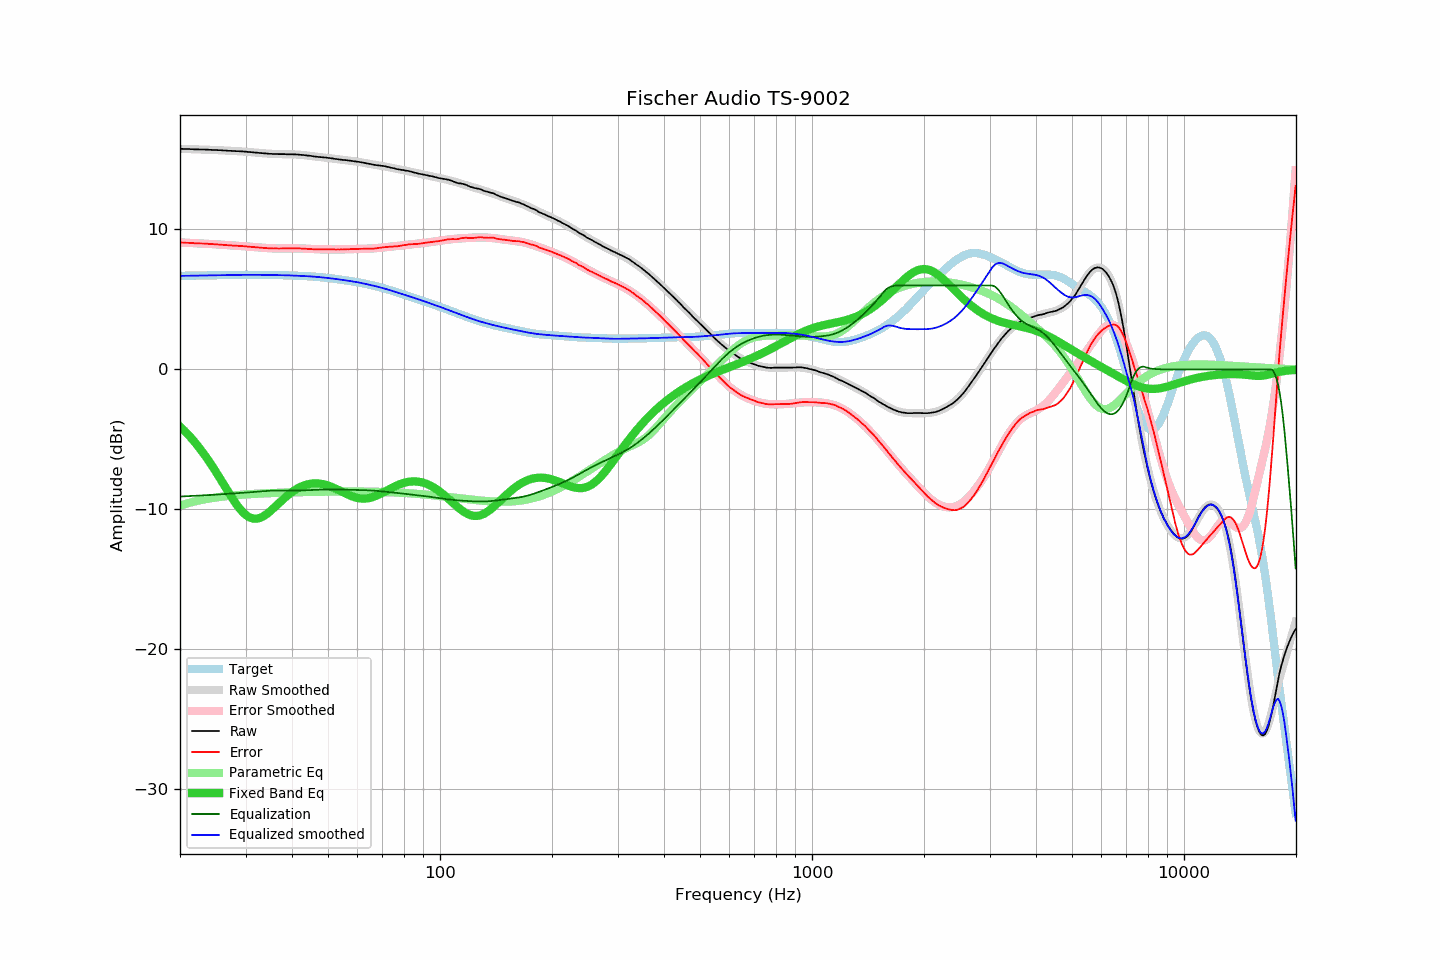 Fischer Audio TS-9002
10
0
−10
−20
−30
Amplitude (dBr)
Target
Raw Smoothed
Error Smoothed
Raw
Error
Parametric Eq
Fixed Band Eq
Equalization
Equalized smoothed
100 1000 10000
Frequency (Hz)